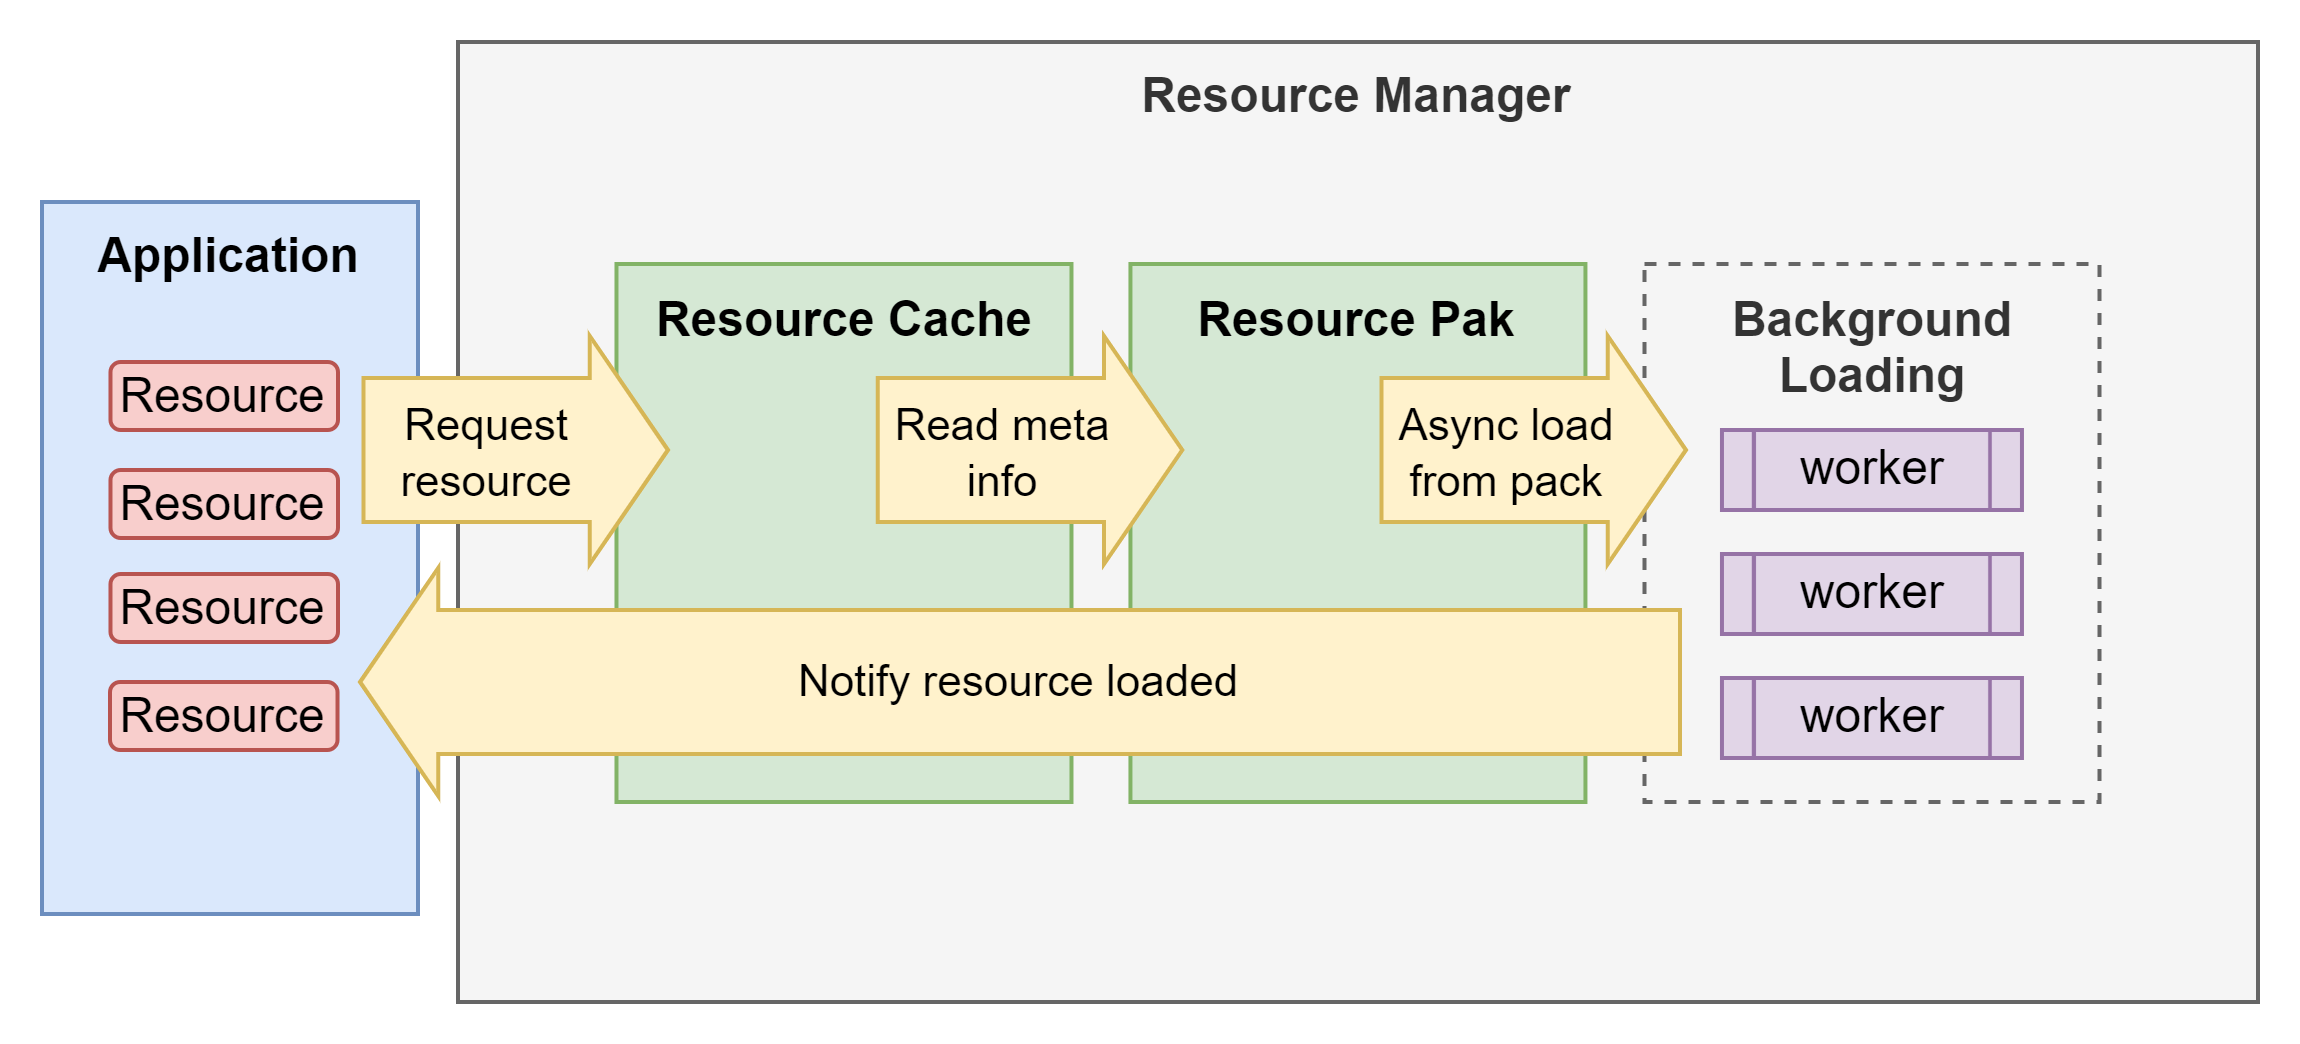 Resource Manager
Application
Resource
Resource
Resource
Resource
Request
resource
Resource Cache
Read meta
info
Resource Pak
Async load
from pack
Background
Loading
worker
worker
worker
Notify resource loaded